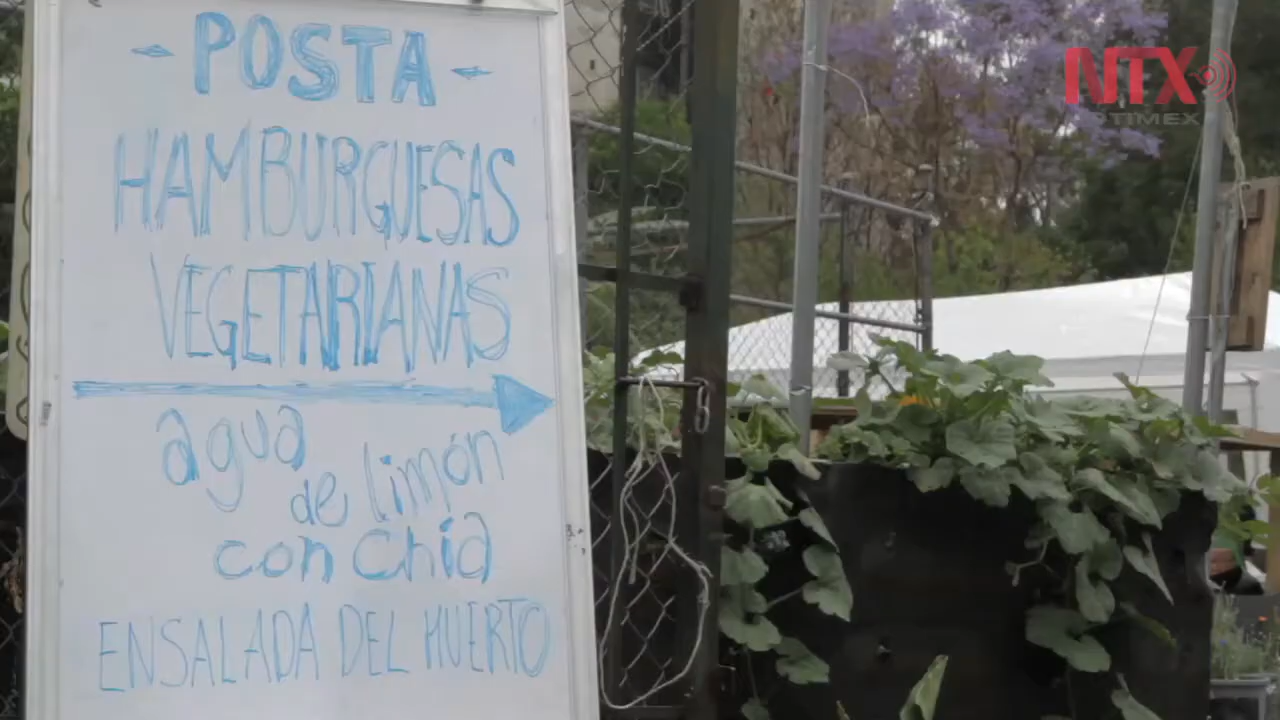 - POSTA -
HAMBURGUESAS
VEGETARIANAS
agua
de limón
con chía
ENSALADA DEL HUERTO
NTX
NOTIMEX